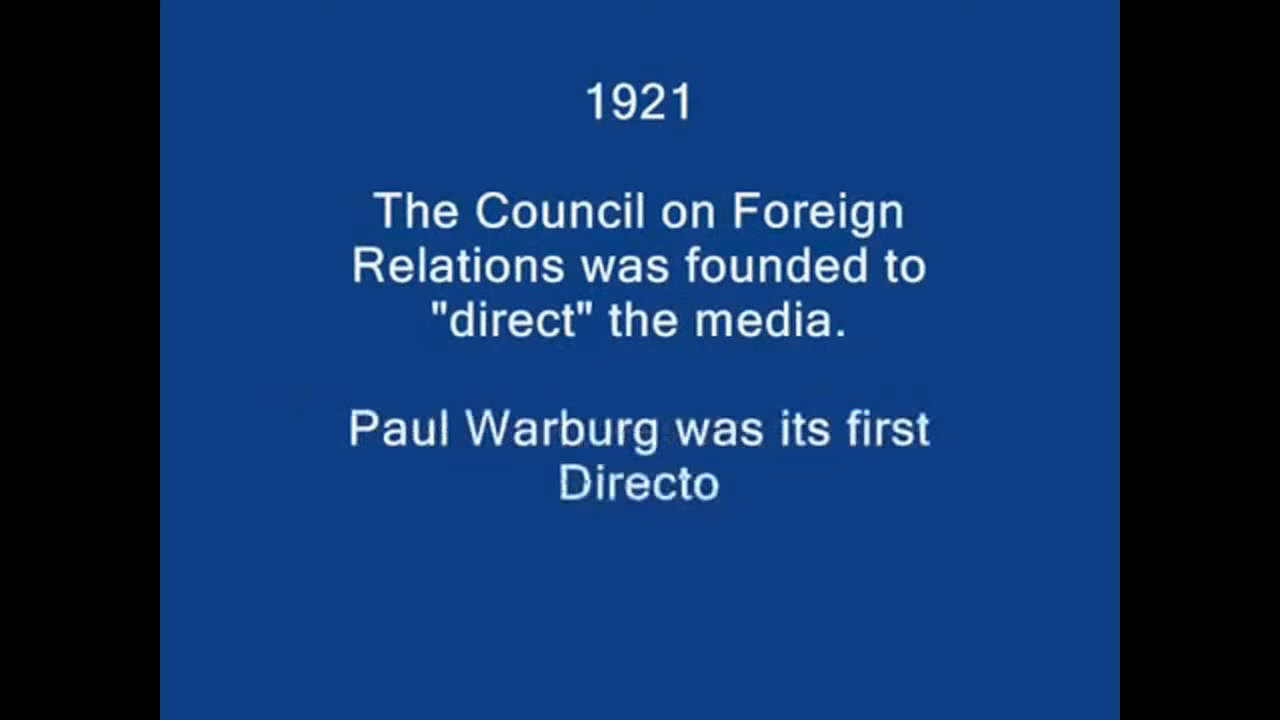 1921
The Council on Foreign
Relations was founded to
"direct" the media.
Paul Warburg was its first
Directo